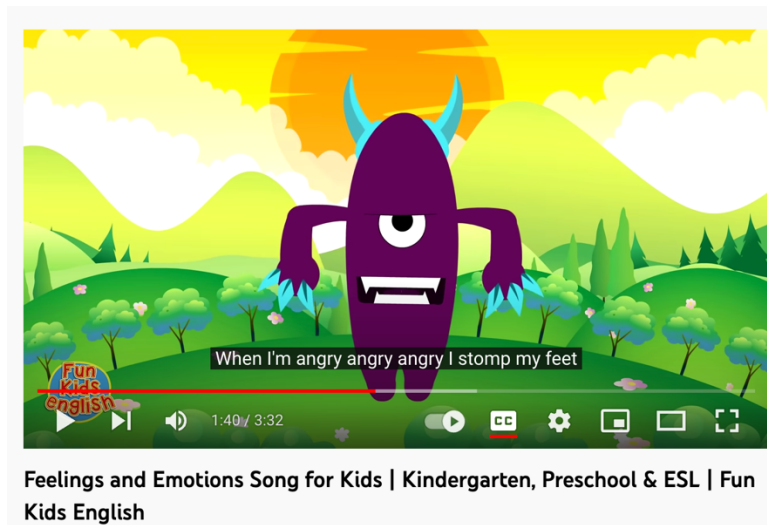 When I'm angry angry angry I stomp my feet
Fun
Kids
english
1:40 / 3:32
CC
Feelings and Emotions Song for Kids | Kindergarten, Preschool & ESL | Fun
Kids English